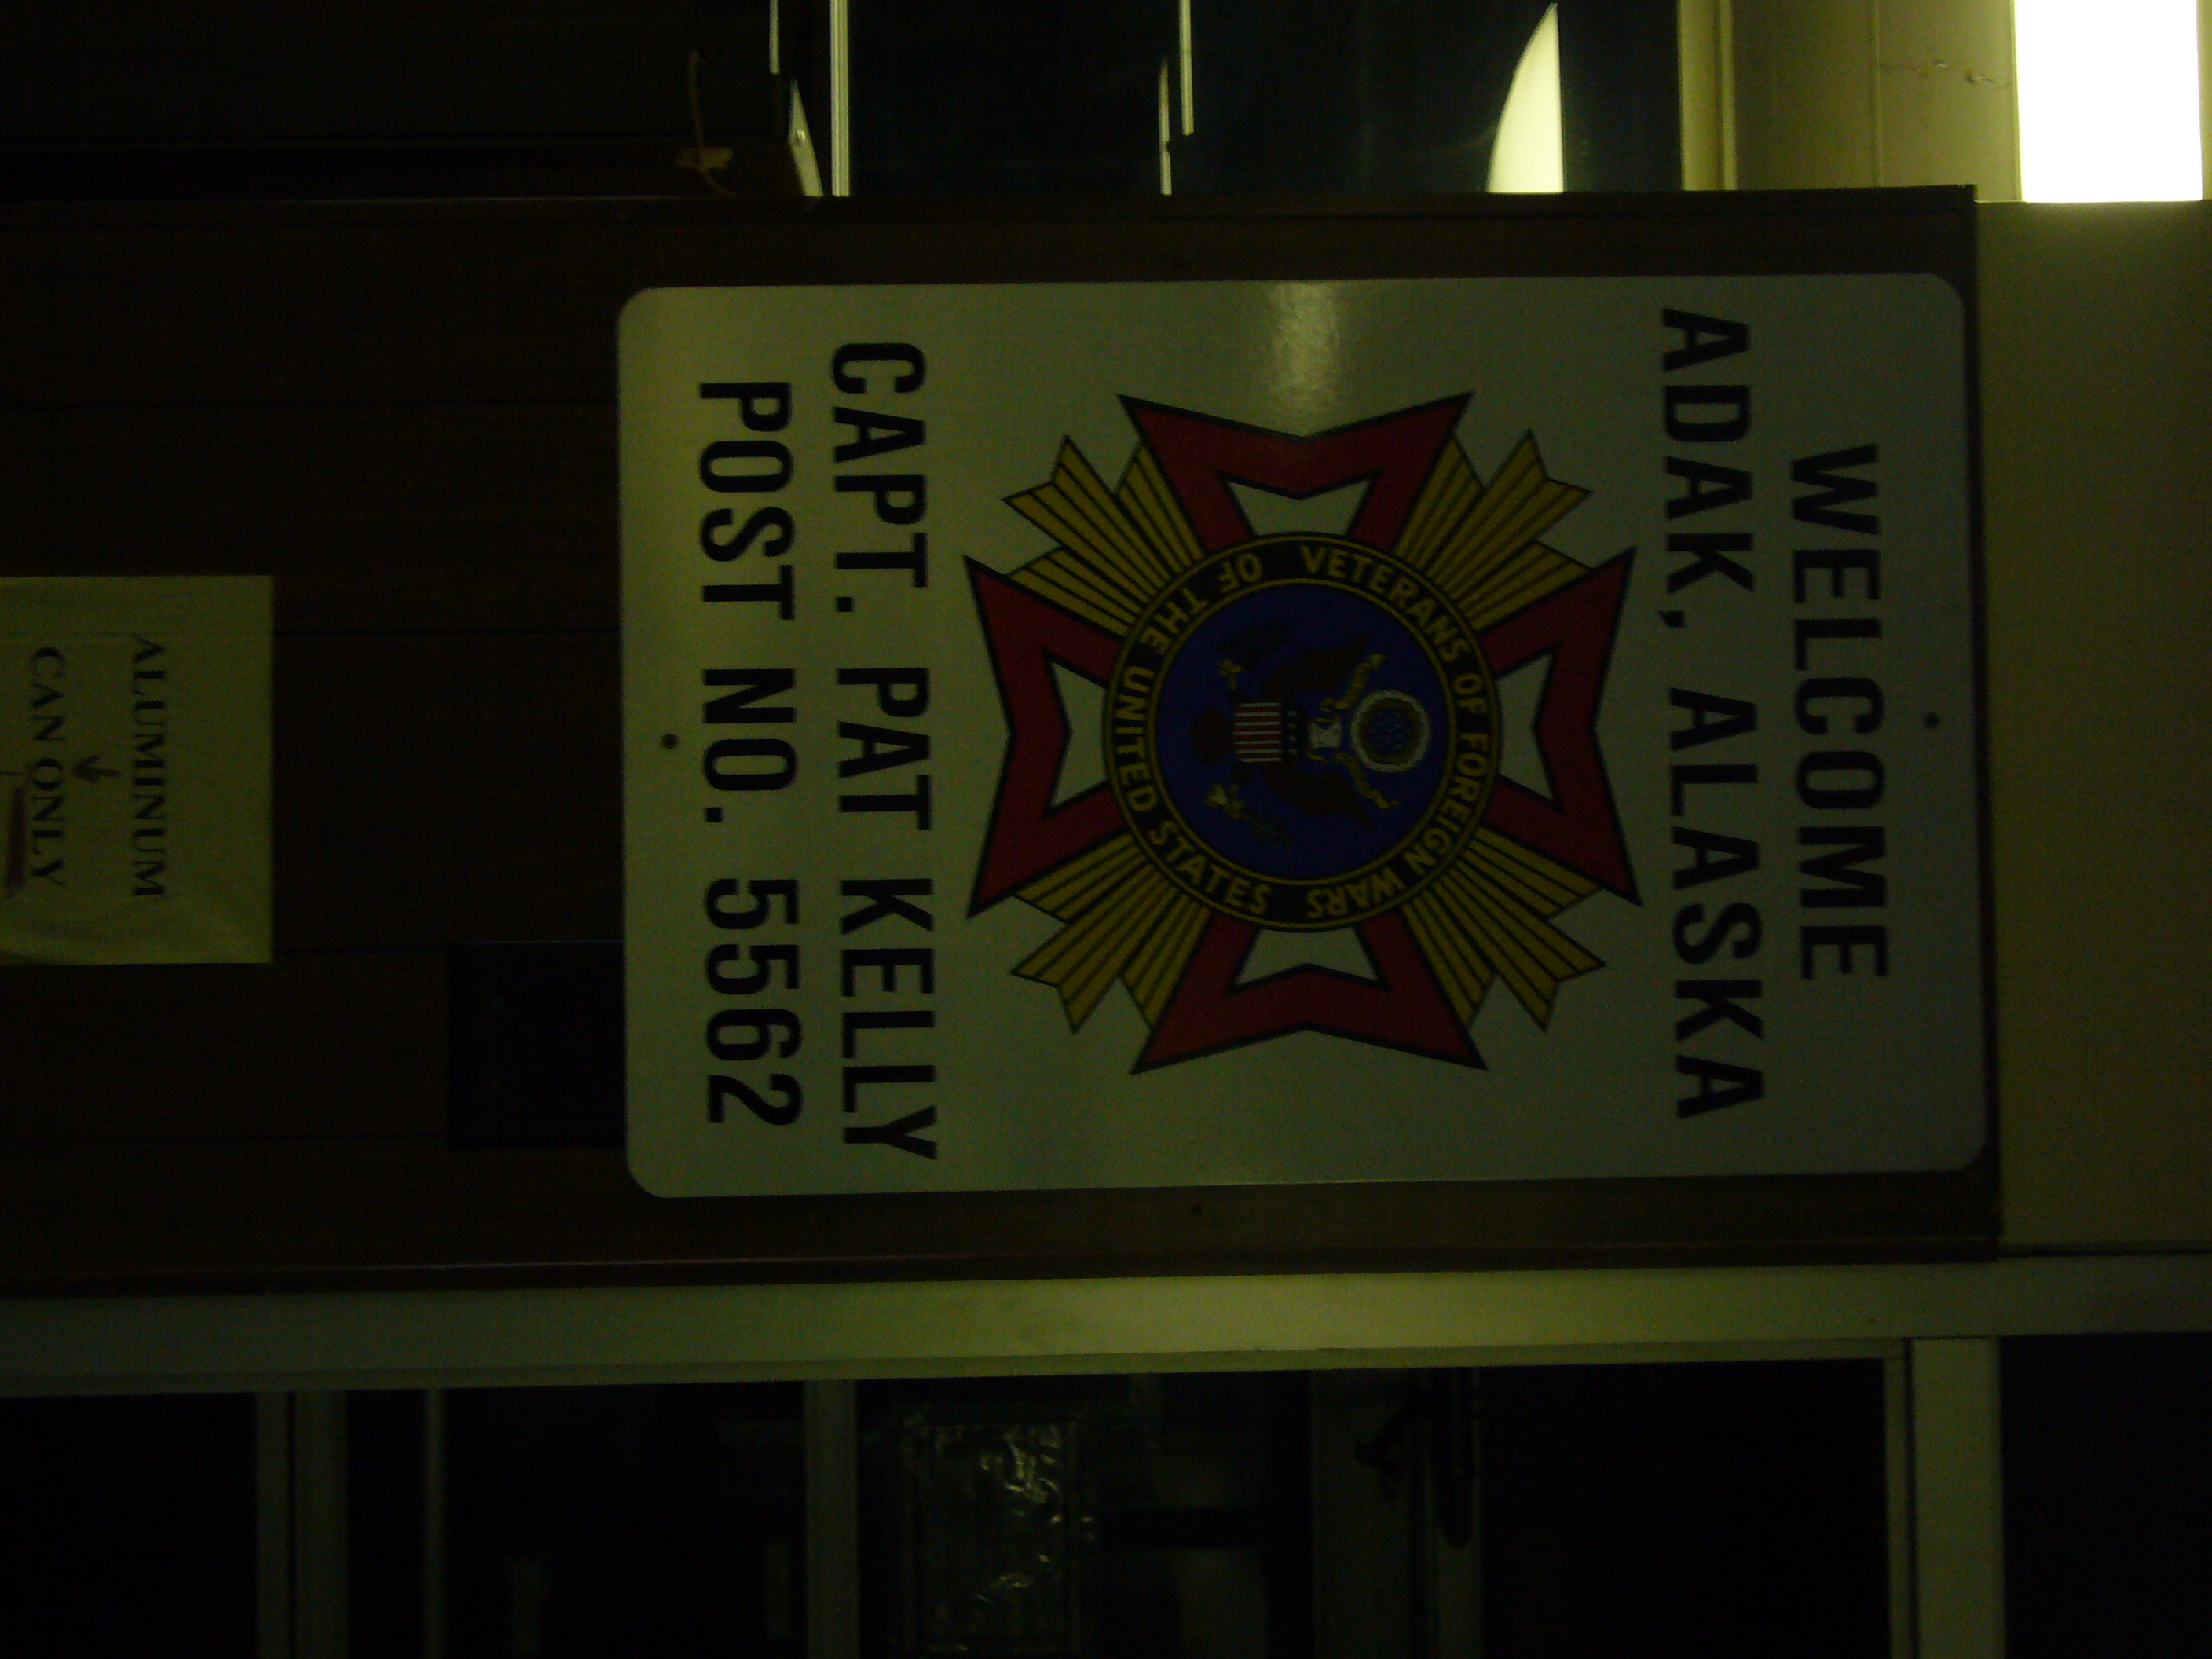 WELCOME
ADAK, ALASKA
VETERANS OF FOREIGN WARS
OF THE UNITED STATES
CAPT. PAT KELLY
POST NO. 5562
ALUMINUM
CAN ONLY